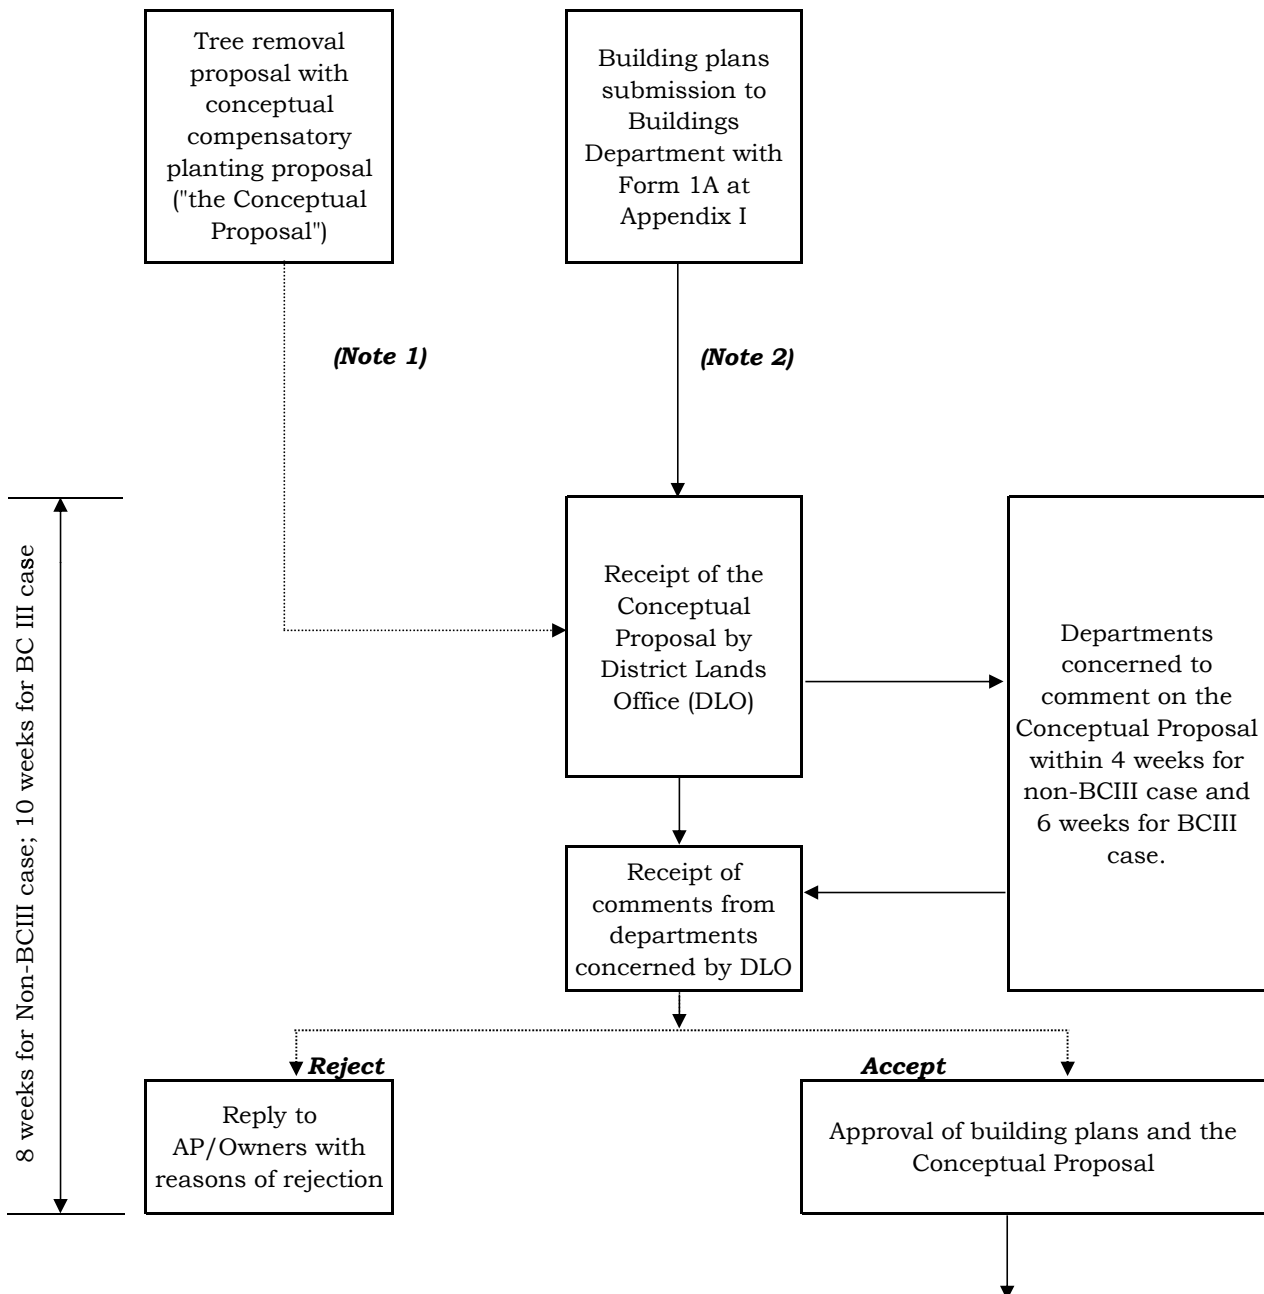 Tree removal
proposal with
conceptual
compensatory
planting proposal
("the Conceptual
Proposal")
Building plans
submission to
Buildings
Department with
Form 1A at
Appendix I
(Note 1)
(Note 2)
8 weeks for Non-BCIII case; 10 weeks for BC III case
Receipt of the
Conceptual
Proposal by
District Lands
Office (DLO)
Departments
concerned to
comment on the
Conceptual Proposal
within 4 weeks for
non-BCIII case and
6 weeks for BCIII
case.
Receipt of
comments from
departments
concerned by DLO
Reject
Accept
Reply to
AP/Owners with
reasons of rejection
Approval of building plans and the
Conceptual Proposal